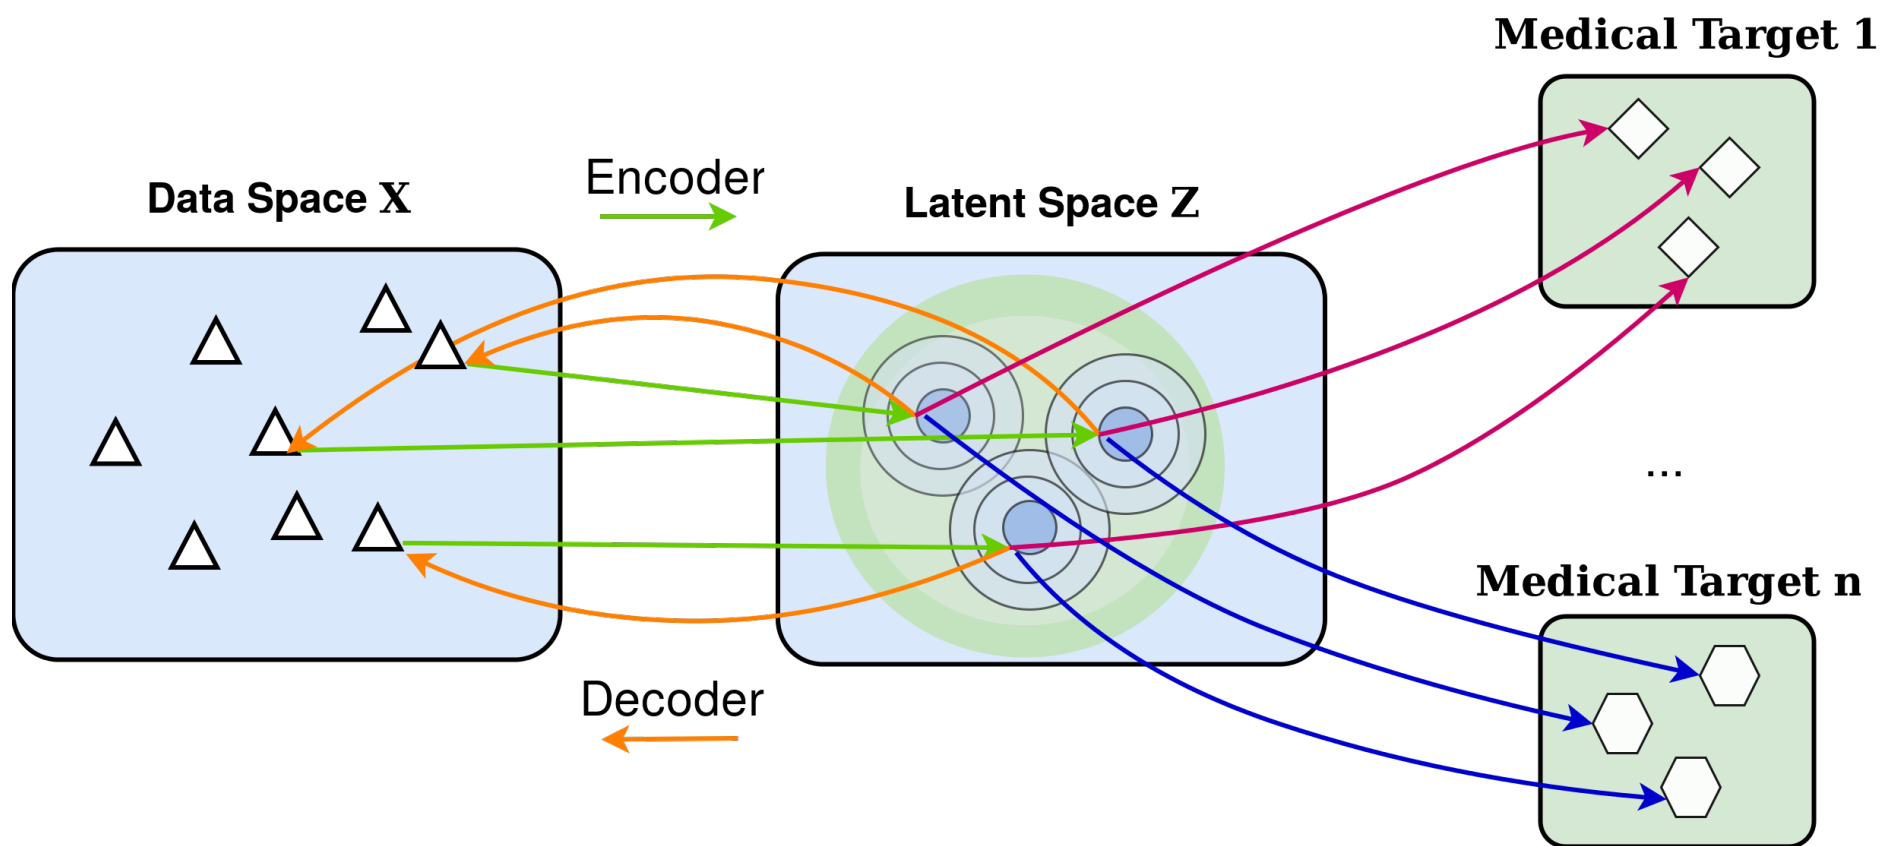 Medical Target 1
Data Space X
Encoder
Latent Space Z
...
Medical Target n
Decoder